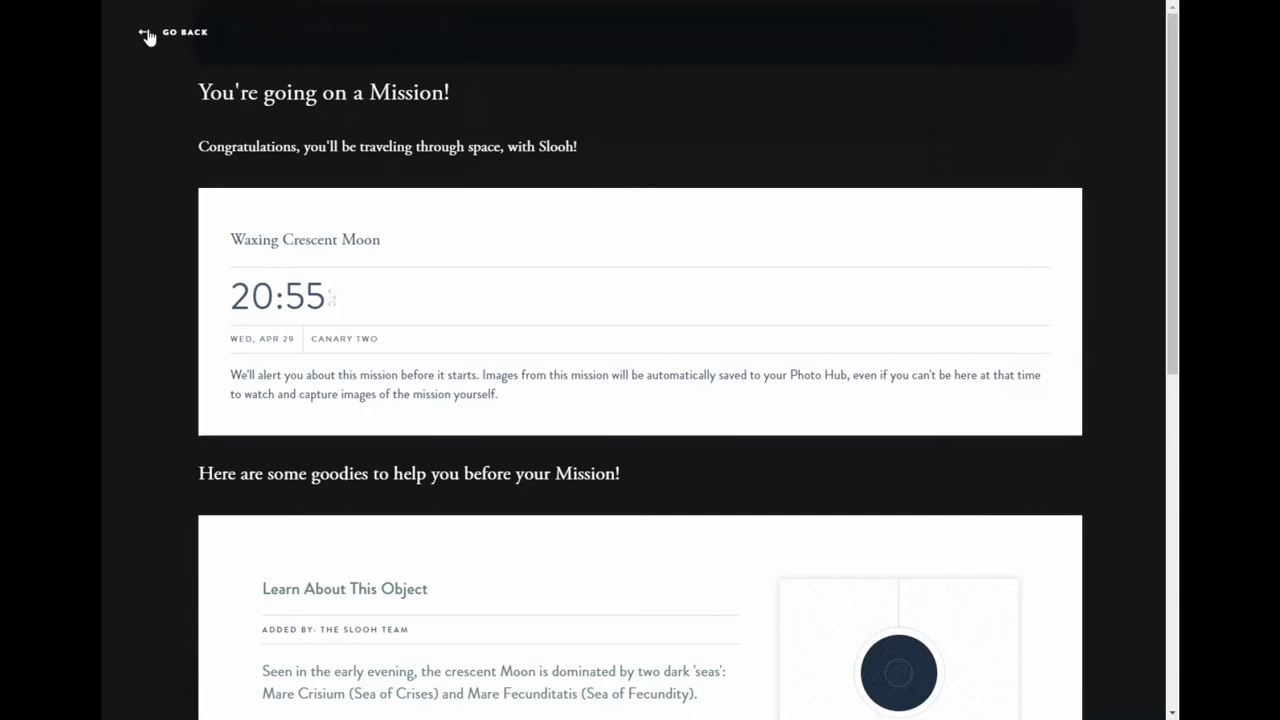 GO BACK
You're going on a Mission!
Congratulations, you'll be traveling through space, with Slooh!
Waxing Crescent Moon
20:55
WED, APR 29 CANARY TWO
We'll alert you about this mission before it starts. Images from this mission will be automatically saved to your Photo Hub, even if you can't be here at that time
to watch and capture images of the mission yourself.
Here are some goodies to help you before your Mission!
Learn About This Object
ADDED BY: THE SLOOH TEAM
Seen in the early evening, the crescent Moon is dominated by two dark 'seas':
Mare Crisium (Sea of Crises) and Mare Fecunditatis (Sea of Fecundity).